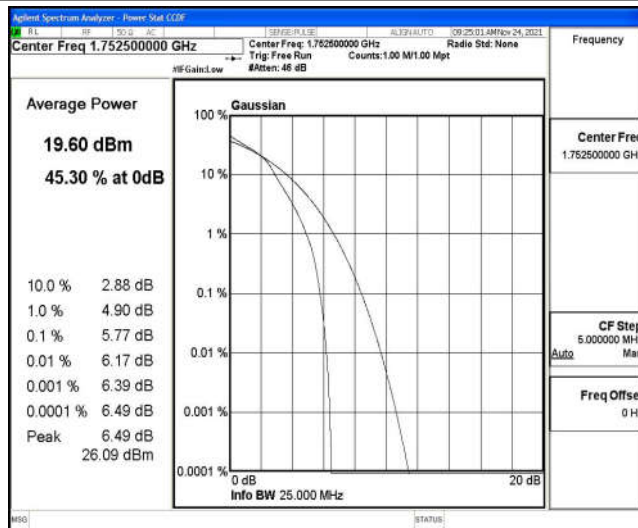 Agilent Spectrum Analyzer - Power Stat CCDF
RL RF 50 Ω AC SENSE:PULSE ALIGN AUTO 09:25:01 AM Nov 24, 2021
Center Freq 1.752500000 GHz
Center Freq: 1.752500000 GHz
Radio Std: None
Trig: Free Run
Counts:1.00 M/1.00 Mpt
#IFGain:Low
#Atten: 46 dB
Frequency
Average Power
19.60 dBm
45.30 % at 0dB
10.0 % 2.88 dB
1.0 % 4.90 dB
0.1 % 5.77 dB
0.01 % 6.17 dB
0.001 % 6.39 dB
0.0001 % 6.49 dB
Peak 6.49 dB
26.09 dBm
Gaussian
100 %
10 %
1 %
0.1 %
0.01 %
0.001 %
0.0001 %
0 dB
20 dB
Info BW 25.000 MHz
Center Fre
1.752500000 GH
CF Step
5.000000 MH
Auto Ma
Freq Offse
0 H
MSG
STATUS